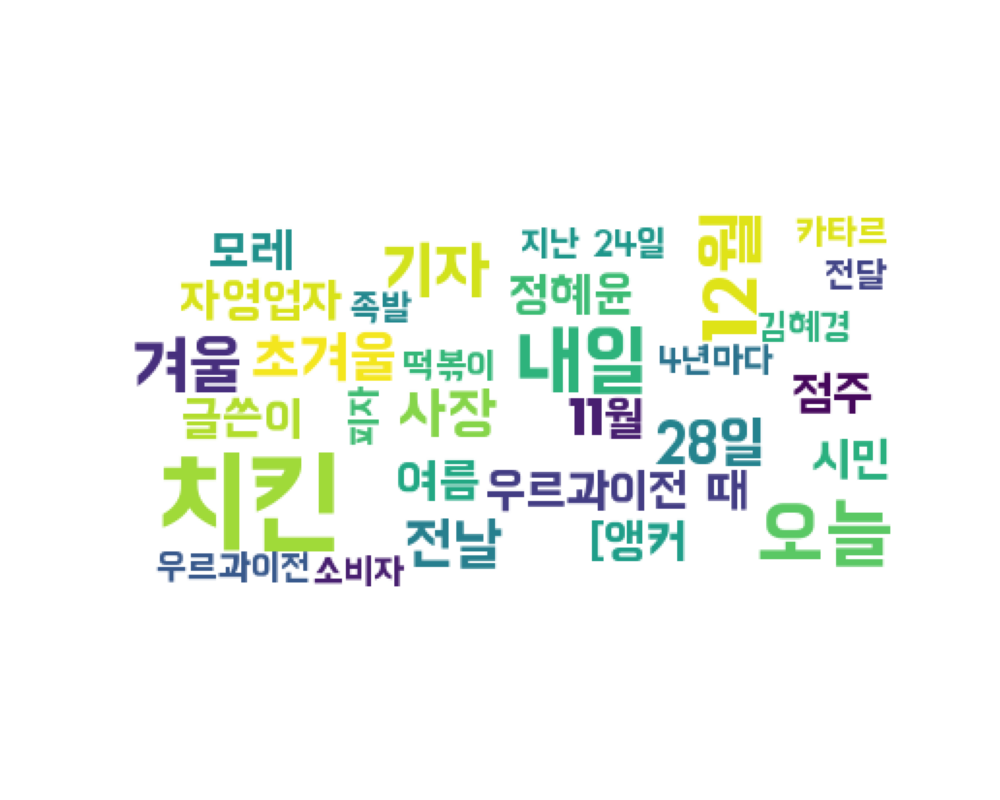 모레
기자
지난 24일
12월
카타르
전달
자영업자
족발
정혜윤
김혜경
겨울
초겨울
떡볶이
내일
4년마다
점주
글쓴이
피자
사장
11월
28일
시민
치킨
여름
우르과이전 때
오늘
우르과이전
소비자
전날
[앵커